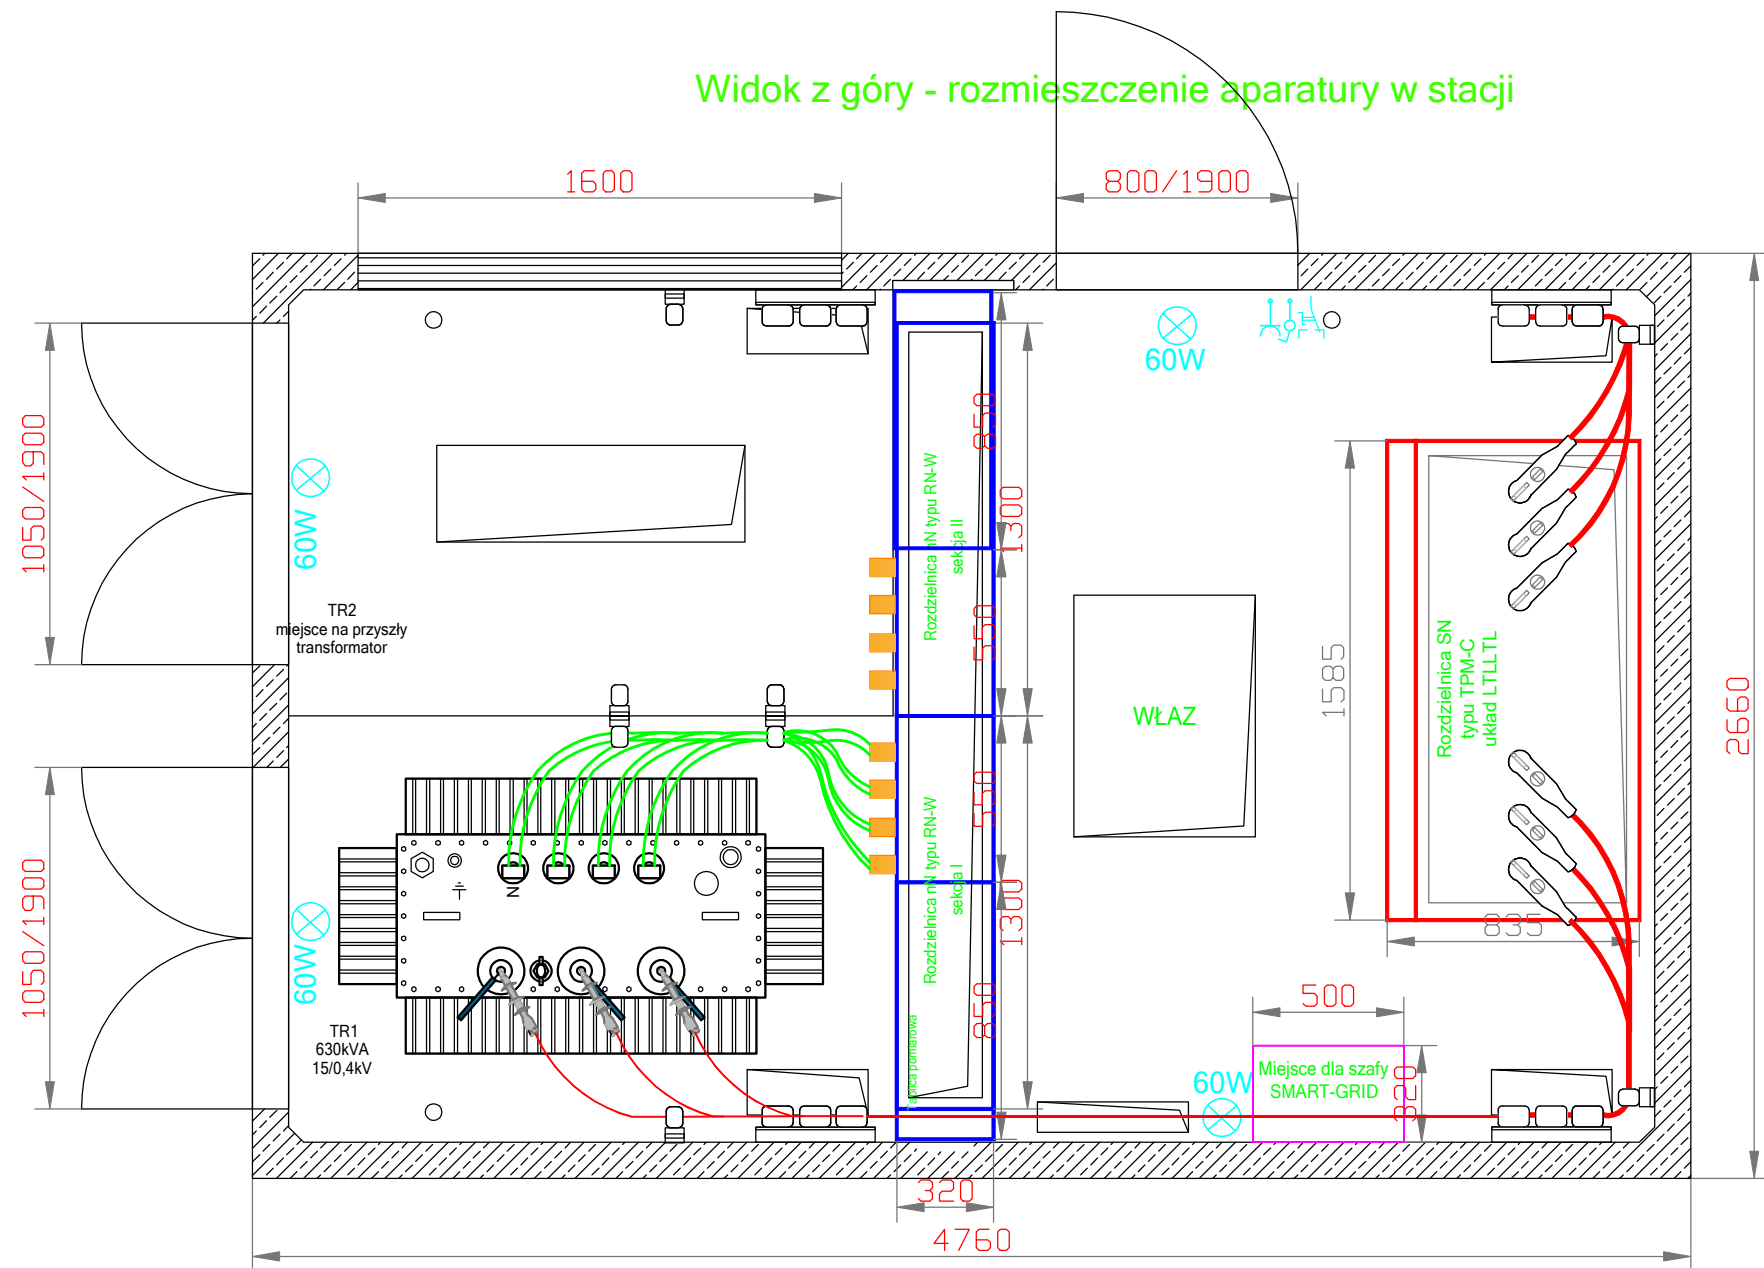 Widok z góry - rozmieszczenie aparatury w stacji
1600
800/1900
1050/1900
60W
60W
850
Rozdzielnica nN typu RN-W
sekcja II
1300
550
TR2
miejsce na przyszły
transformator
WŁAZ
1585
Rozdzielnica SN
typu TPM-C
układ LTLLTL
2660
1050/1900
60W
N
550
Rozdzielnica nN typu RN-W
sekcja I
1300
850
835
500
TR1
630kVA
15/0,4kV
Tablica pomiarowa
60W
Miejsce dla szafy
SMART-GRID
320
320
4760